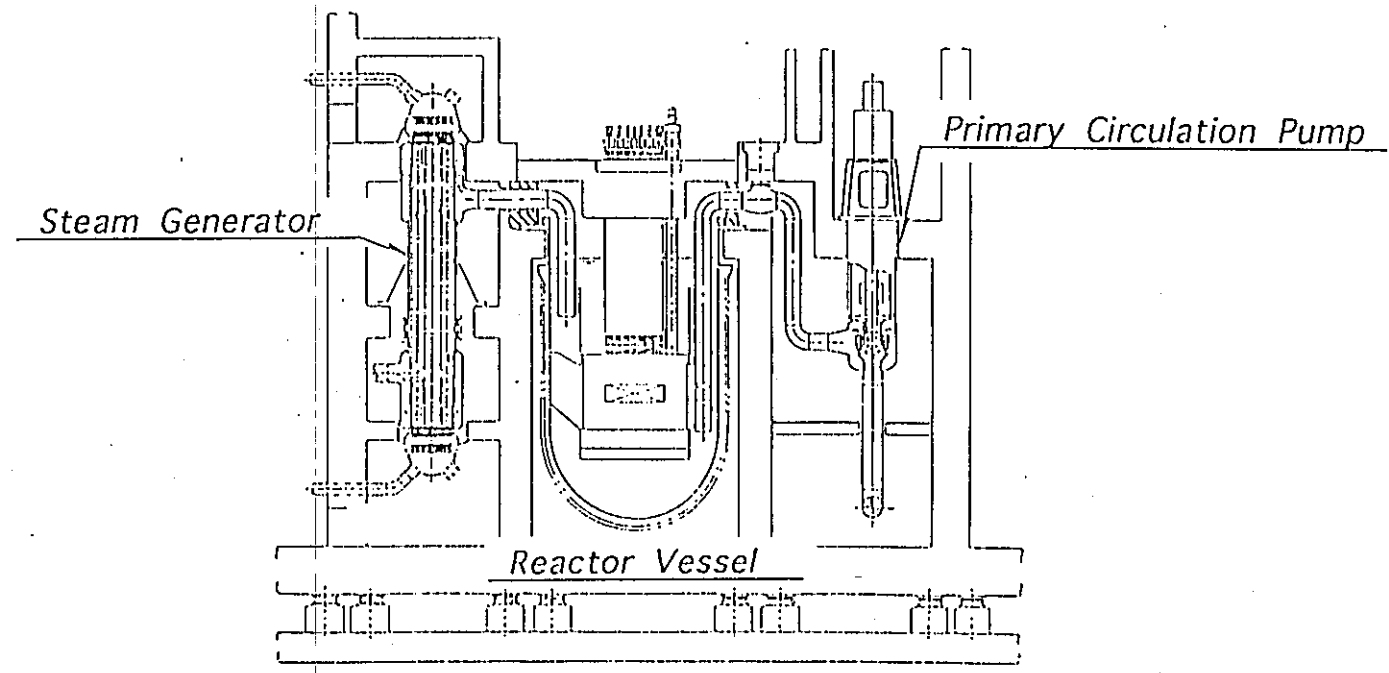 Primary Circulation Pump
Steam Generator
Reactor Vessel